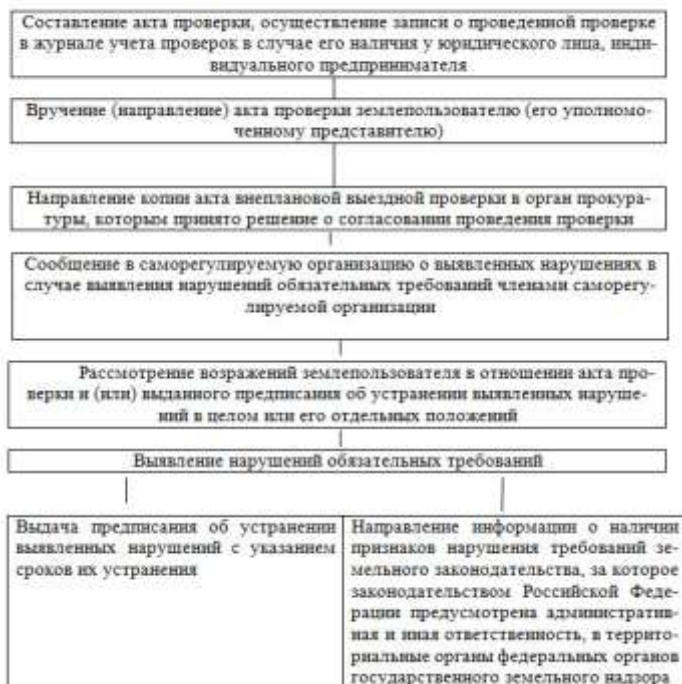 Составление акта проверки, осуществление записи о проведенной проверке
в журнале учета проверок в случае его наличия у юридического лица, инди-
видуального предпринимателя
Вручение (направление) акта проверки землепользователю (его уполномо-
ченному представителю)
Направление копии акта внеплановой выездной проверки в орган прокура-
туры, которым принято решение о согласовании проведения проверки
Сообщение в саморегулируемую организацию о выявленных нарушениях в
случае выявления нарушений обязательных требований членами саморегу-
лируемой организации
Рассмотрение возражений землепользователя в отношении акта про-
верки и (или) выданного предписания об устранении выявленных наруше-
ний в целом или его отдельных положений
Выявление нарушений обязательных требований
Выдача предписания об устранении
выявленных нарушений с указанием
сроков их устранения
Направление информации о наличии
признаков нарушения требований зе-
мельного законодательства, за которое
законодательством Российской Феде-
рации предусмотрена административ-
ная и иная ответственность, в террито-
риальные органы федеральных органов
государственного земельного надзора